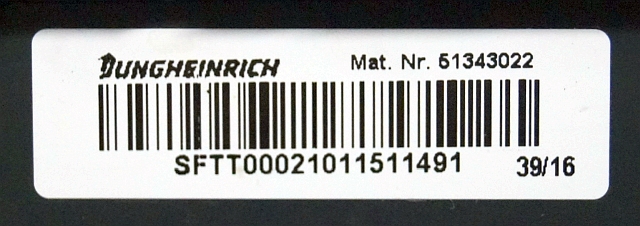 JUNGHEINRICH Mat. Nr. 51343022
SFTT00021011511491 39/16